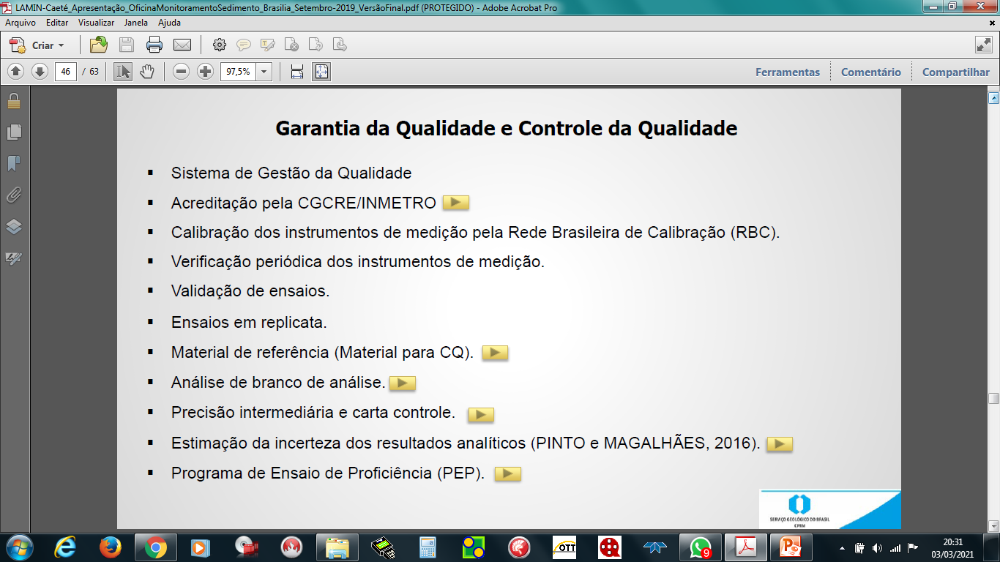 LAMIN-Caeté_Apresentação_OficinaMonitoramentoSedimento_Brasilia_Setembro-2019_VersãoFinal.pdf (PROTEGIDO) - Adobe Acrobat Pro
Arquivo Editar Visualizar Janela Ajuda
Criar
46 / 63 97,5% Ferramentas Comentário Compartilhar
Garantia da Qualidade e Controle da Qualidade
▪ Sistema de Gestão da Qualidade
▪ Acreditação pela CGCRE/INMETRO
▪ Calibração dos instrumentos de medição pela Rede Brasileira de Calibração (RBC).
▪ Verificação periódica dos instrumentos de medição.
▪ Validação de ensaios.
▪ Ensaios em replicata.
▪ Material de referência (Material para CQ).
▪ Análise de branco de análise.
▪ Precisão intermediária e carta controle.
▪ Estimação da incerteza dos resultados analíticos (PINTO e MAGALHÃES, 2016).
▪ Programa de Ensaio de Proficiência (PEP).
SERVIÇO GEOLÓGICO DO BRASIL
CPRM
OTT
9
20:31
03/03/2021